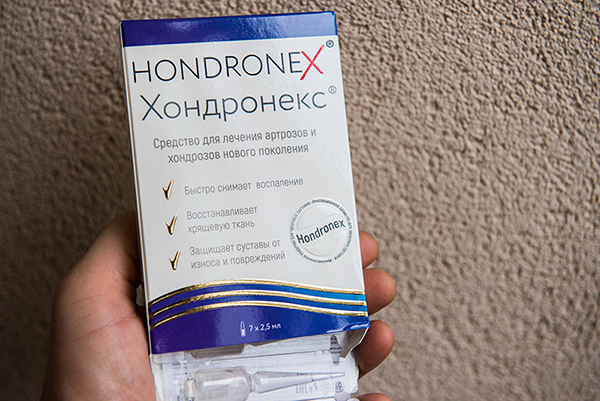 HONDRONEX®
Хондронекс®
Средство для лечения артрозов и
хондрозов нового поколения
Быстро снимает воспаление
Восстанавливает
хрящевую ткань
Защищает суставы от
износа и повреждений
Hondronex
7 x 2,5 мл